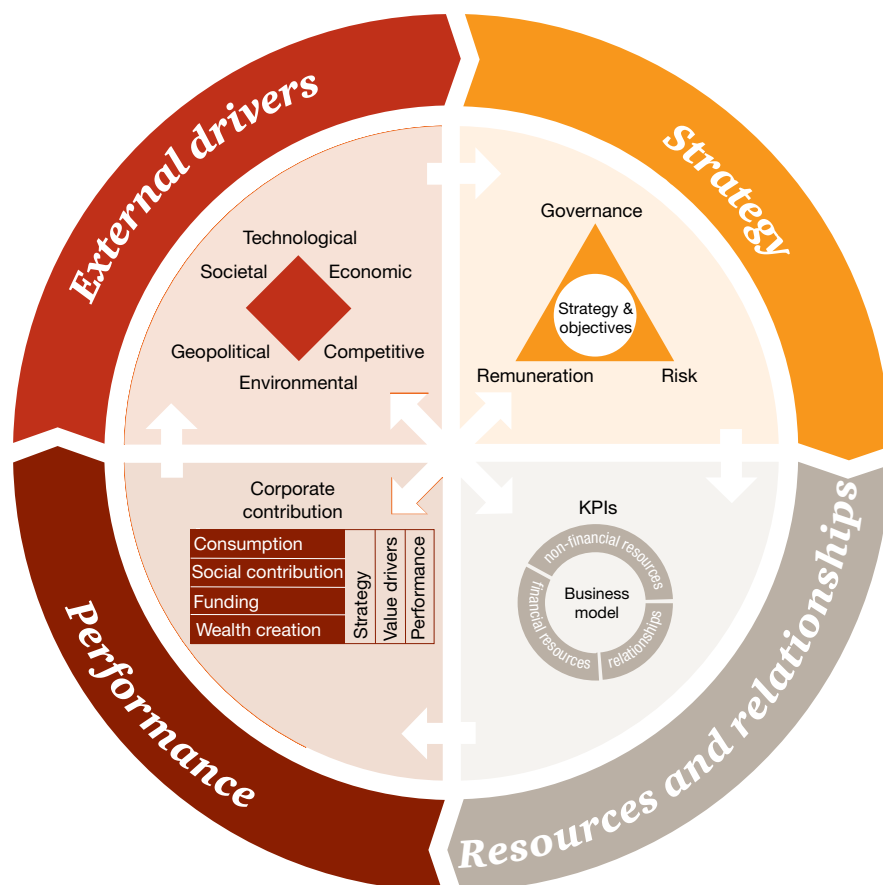 External drivers
Technological
Societal
Economic
Geopolitical
Competitive
Environmental
Strategy
Governance
Strategy &
objectives
Remuneration
Risk
Resources and relationships
KPIs
non-financial resources
financial resources
relationships
Business
model
Performance
Corporate
contribution
Consumption
Social contribution
Funding
Wealth creation
Strategy
Value drivers
Performance